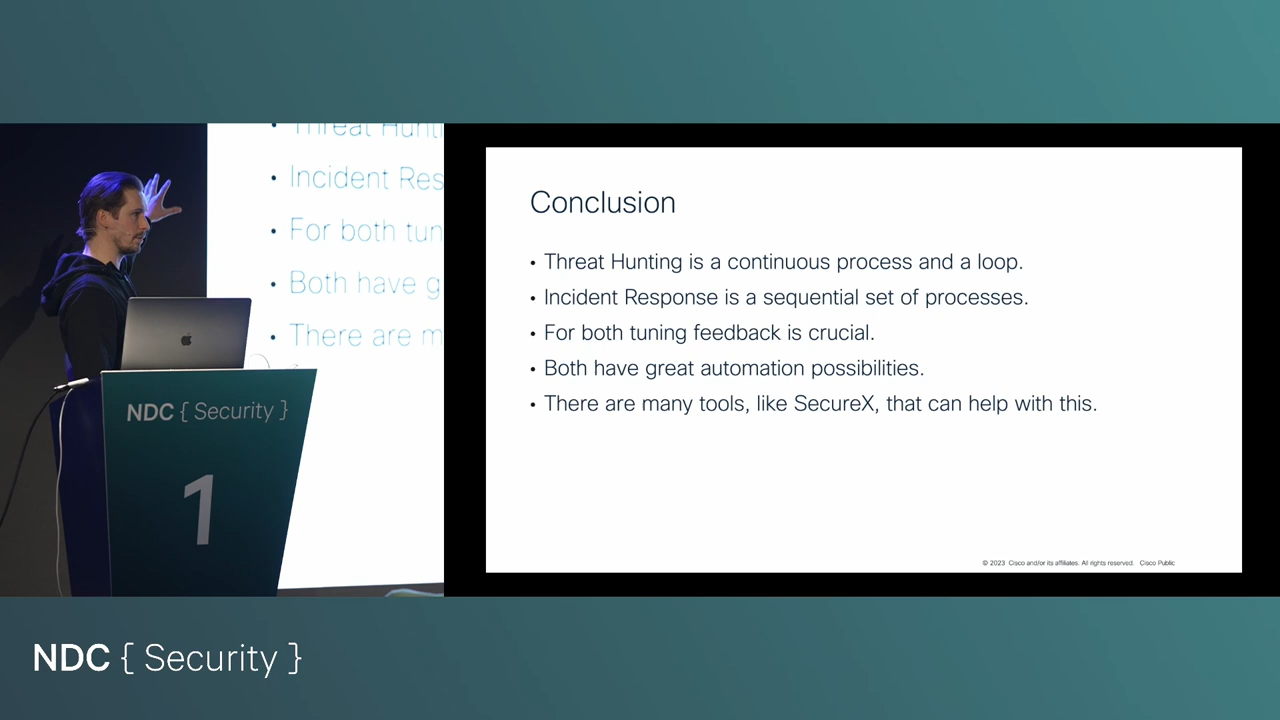 Threat Hunti
Incident Res
For both tun
Both have g
There are m
NDC { Security }
1
Conclusion
• Threat Hunting is a continuous process and a loop.
• Incident Response is a sequential set of processes.
• For both tuning feedback is crucial.
• Both have great automation possibilities.
• There are many tools, like SecureX, that can help with this.
© 2023 Cisco and/or its affiliates. All rights reserved. Cisco Public
NDC { Security }